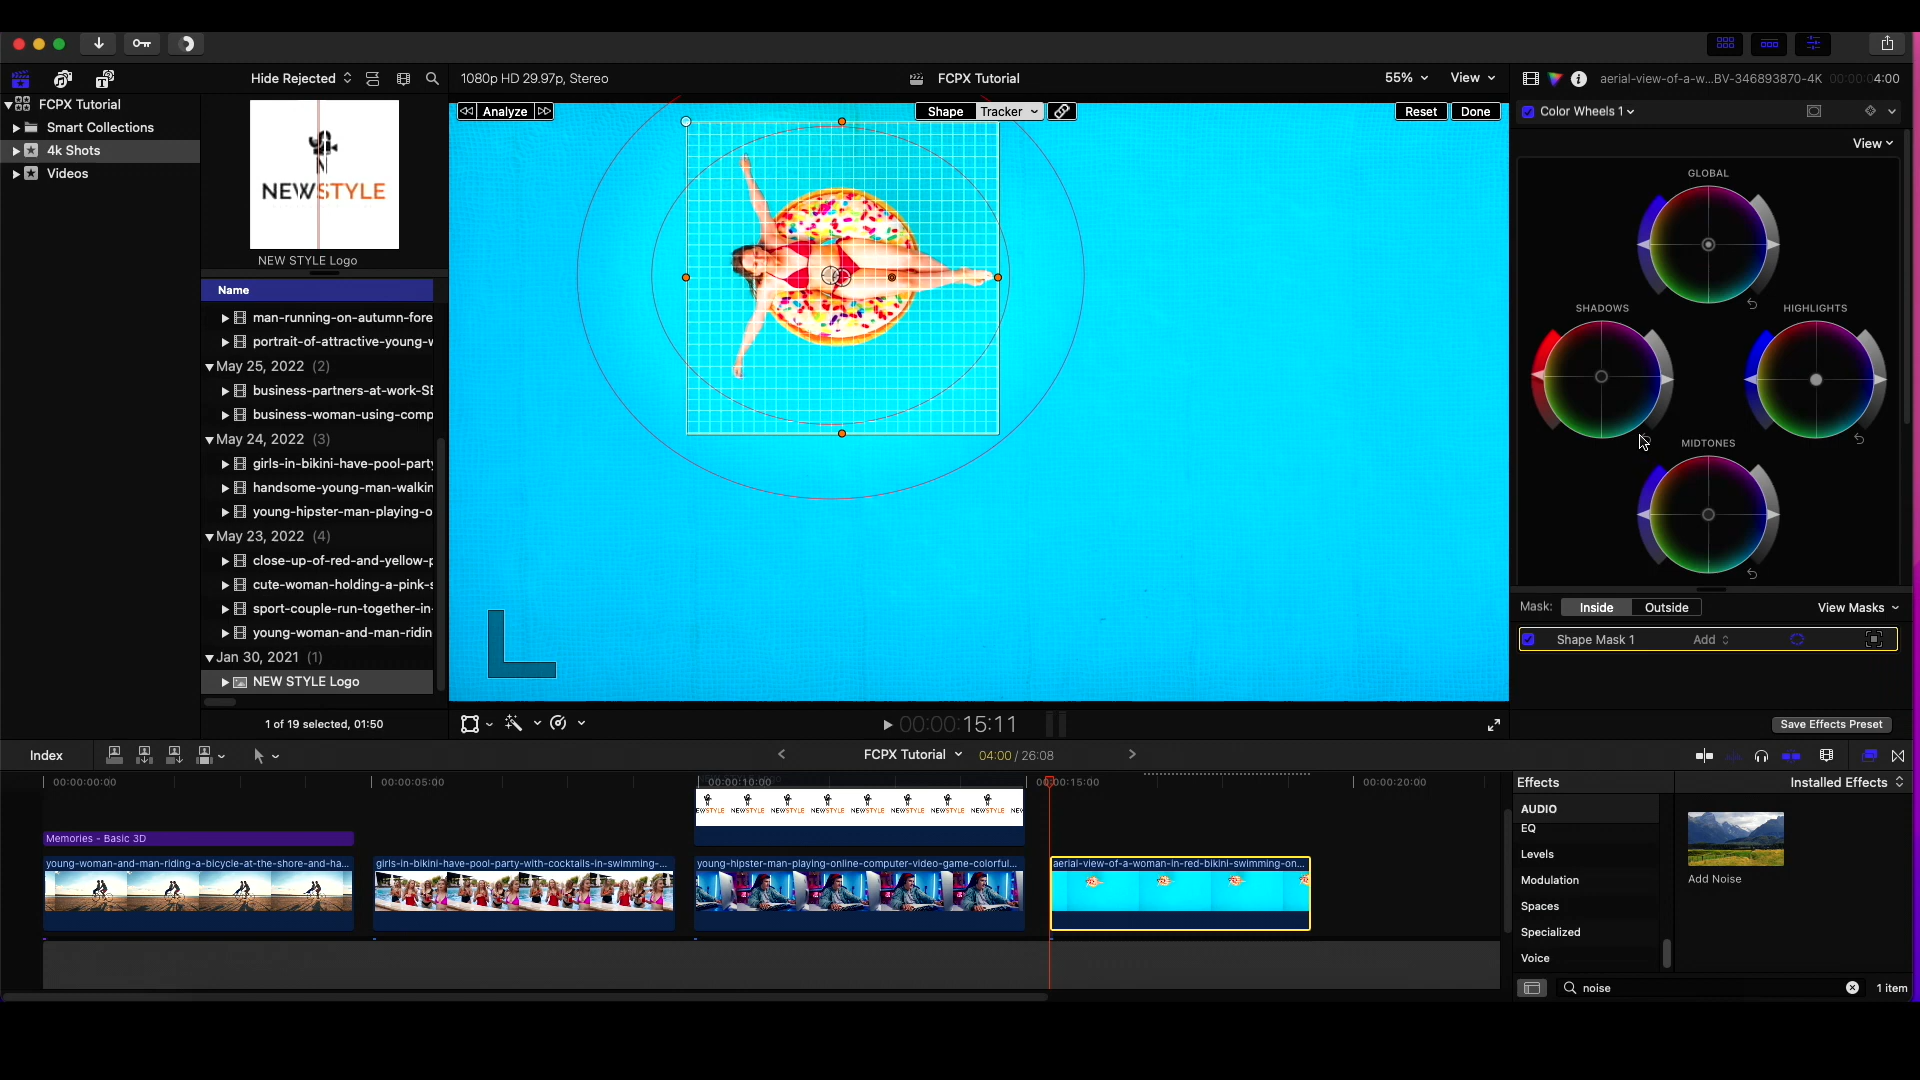 Hide Rejected
1080p HD 29.97p, Stereo
FCPX Tutorial
55%
View
aerial-view-of-a-w...BV-346893870-4K
00:00:04:00
FCPX Tutorial
Smart Collections
4k Shots
Videos
NEWSTYLE
NEW STYLE Logo
Analyze
Shape
Tracker
Reset
Done
Color Wheels 1
View
GLOBAL
SHADOWS
HIGHLIGHTS
MIDTONES
Name
man-running-on-autumn-fore
portrait-of-attractive-young-w
May 25, 2022 (2)
business-partners-at-work-SE
business-woman-using-comp
May 24, 2022 (3)
girls-in-bikini-have-pool-party
handsome-young-man-walkin
young-hipster-man-playing-o
May 23, 2022 (4)
close-up-of-red-and-yellow-p
cute-woman-holding-a-pink-s
sport-couple-run-together-in-
young-woman-and-man-ridin
Jan 30, 2021 (1)
NEW STYLE Logo
1 of 19 selected, 01:50
Mask:
Inside
Outside
View Masks
Shape Mask 1
Add
00:00:15:11
Save Effects Preset
Index
FCPX Tutorial
04:00 / 26:08
00:00:00:00
00:00:05:00
00:00:10:00
00:00:15:00
00:00:20:00
NEWSTYLE NEWSTYLE NEWSTYLE NEWSTYLE NEWSTYLE NEWSTYLE
Memories - Basic 3D
young-woman-and-man-riding-a-bicycle-at-the-shore-and-ha...
girls-in-bikini-have-pool-party-with-cocktails-in-swimming-...
young-hipster-man-playing-online-computer-video-game-colorful...
aerial-view-of-a-woman-in-red-bikini-swimming-on...
Effects
Installed Effects
AUDIO
EQ
Levels
Modulation
Spaces
Specialized
Voice
Add Noise
noise
1 item